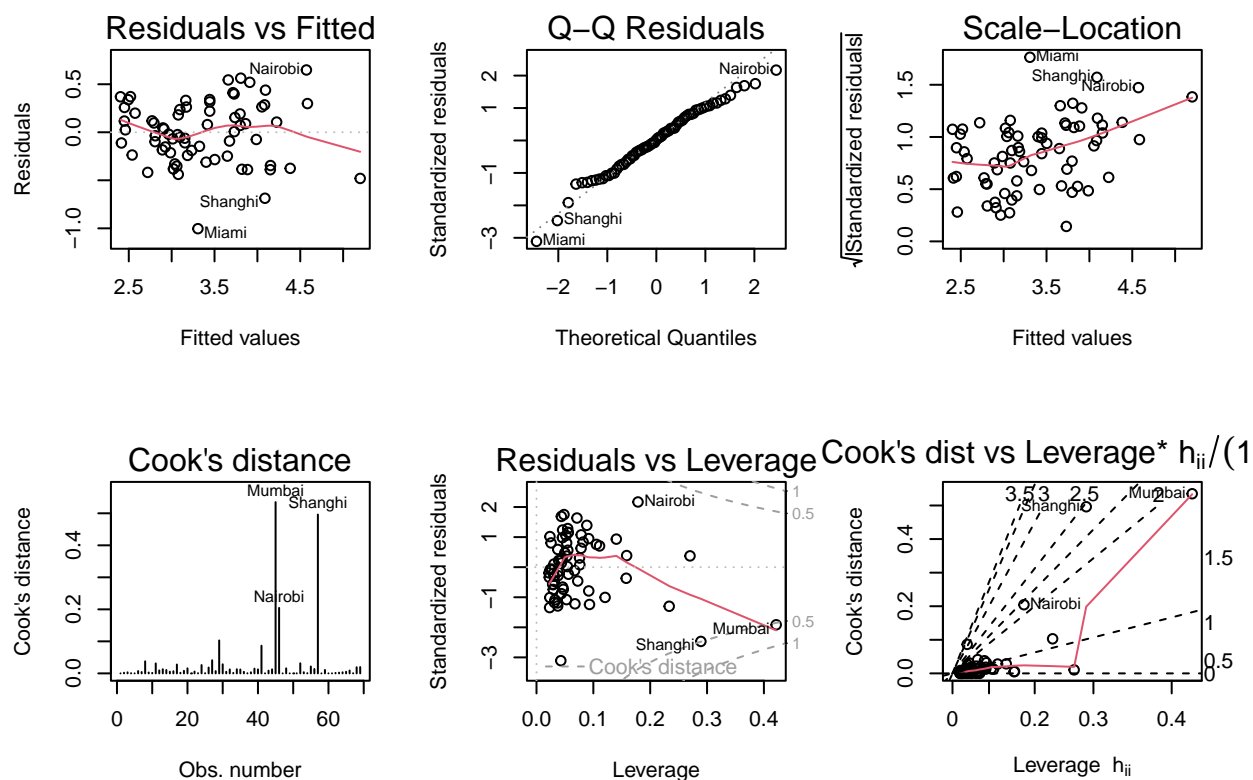 Residuals vs Fitted
Residuals
0.5
0.0
−1.0
Nairobi
Shanghi
Miami
2.5
3.5
4.5
Fitted values
Q−Q Residuals
Standardized residuals
2
1
−1
−3
Nairobi
Shanghi
Miami
−2
−1
0
1
2
Theoretical Quantiles
Scale−Location
√|Standardized residuals|
1.5
1.0
0.5
0.0
Miami
Shanghi
Nairobi
2.5
3.5
4.5
Fitted values
Cook's distance
Cook's distance
0.4
0.2
0.0
Mumbai
Shanghi
Nairobi
0
20
40
60
Obs. number
Residuals vs Leverage
Standardized residuals
2
1
−1
−3
Nairobi
Mumbai
Shanghi
Cook's distance
1
0.5
0.5
1
0.0
0.1
0.2
0.3
0.4
Leverage
Cook's dist vs Leverage* hii/(1
Cook's distance
0.4
0.2
0.0
3.5
3
2.5
2
1.5
1
0.5
0
Mumbai
Shanghi
Nairobi
0
0.2
0.3
0.4
Leverage hii